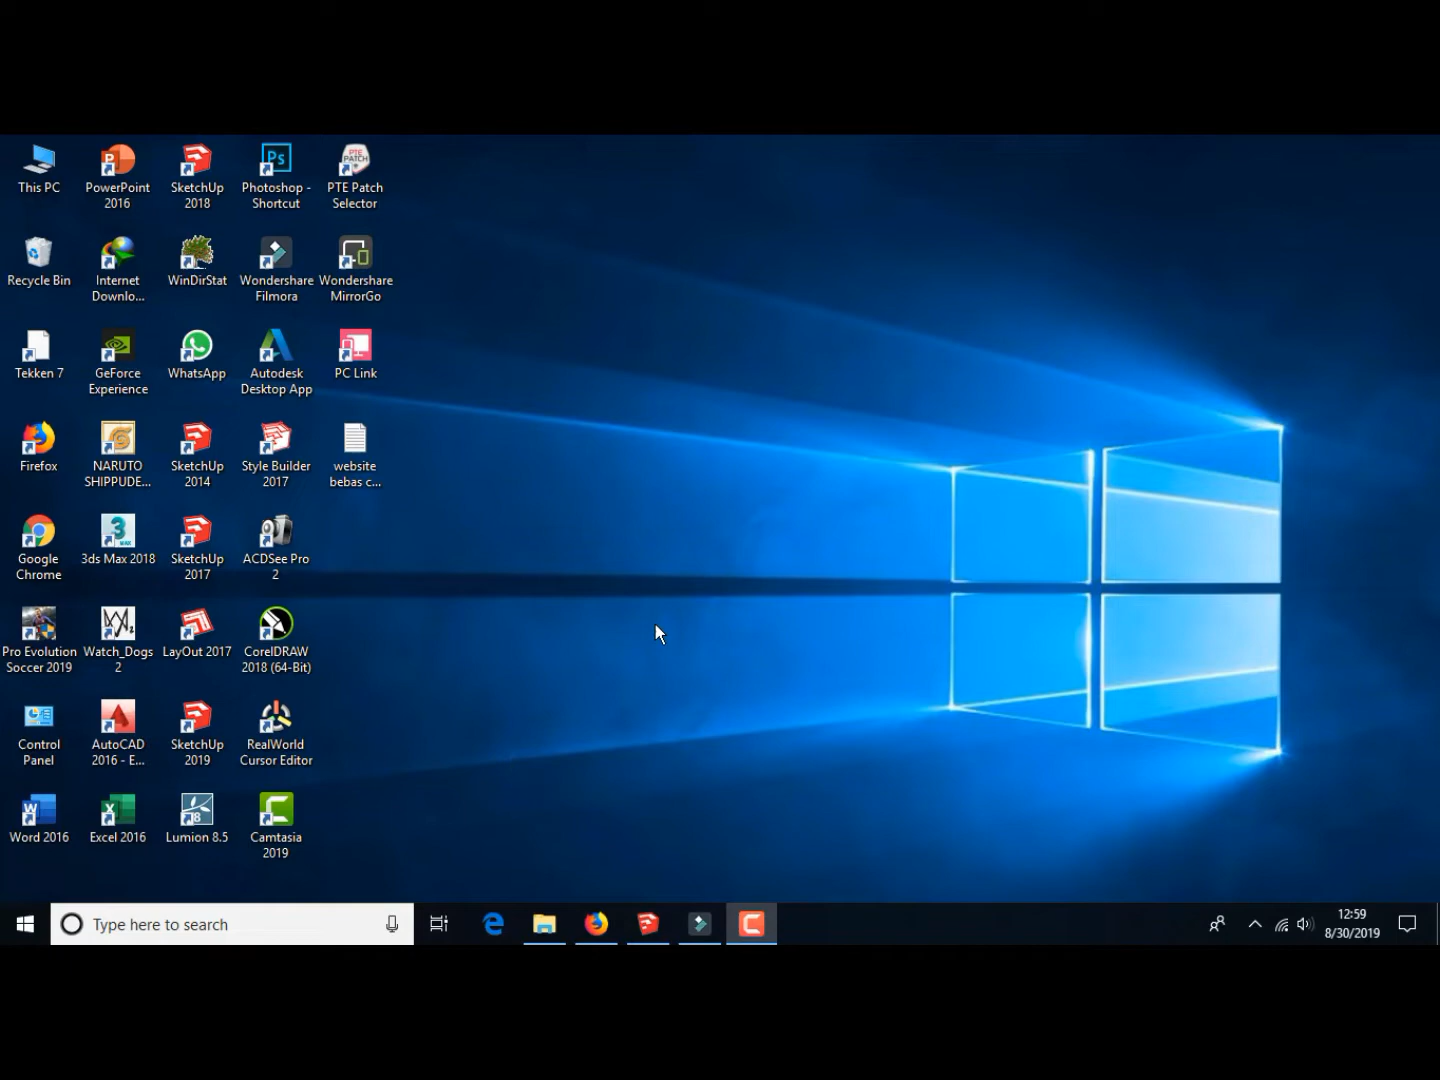 This PC
PowerPoint
2016
SketchUp
2018
Photoshop -
Shortcut
PTE Patch
Selector
Recycle Bin
Internet
Downlo...
WinDirStat
Wondershare
Filmora
Wondershare
MirrorGo
Tekken 7
GeForce
Experience
WhatsApp
Autodesk
Desktop App
PC Link
Firefox
NARUTO
SHIPPUDE...
SketchUp
2014
Style Builder
2017
website
bebas c...
Google
Chrome
3ds Max 2018
SketchUp
2017
ACDSee Pro
2
Pro Evolution
Soccer 2019
Watch_Dogs
2
LayOut 2017
CorelDRAW
2018 (64-Bit)
Control
Panel
AutoCAD
2016 - E...
SketchUp
2019
RealWorld
Cursor Editor
Word 2016
Excel 2016
Lumion 8.5
Camtasia
2019
Type here to search
12:59
8/30/2019